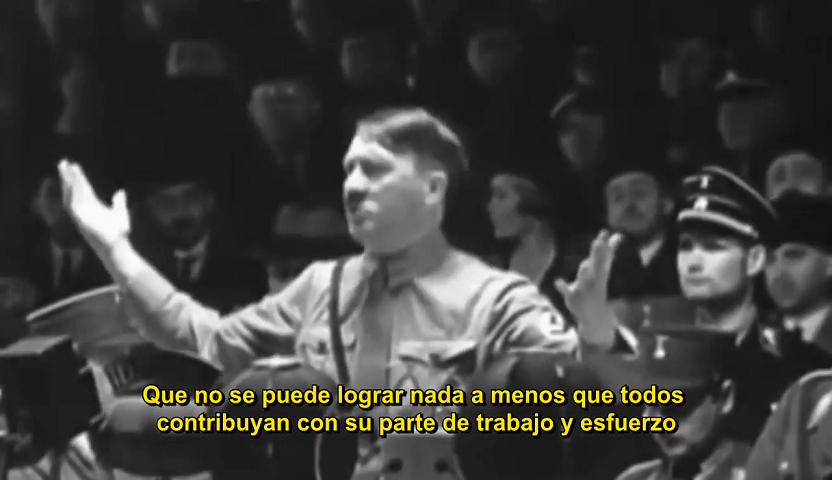 Que no se puede lograr nada a menos que todos
contribuyan con su parte de trabajo y esfuerzo